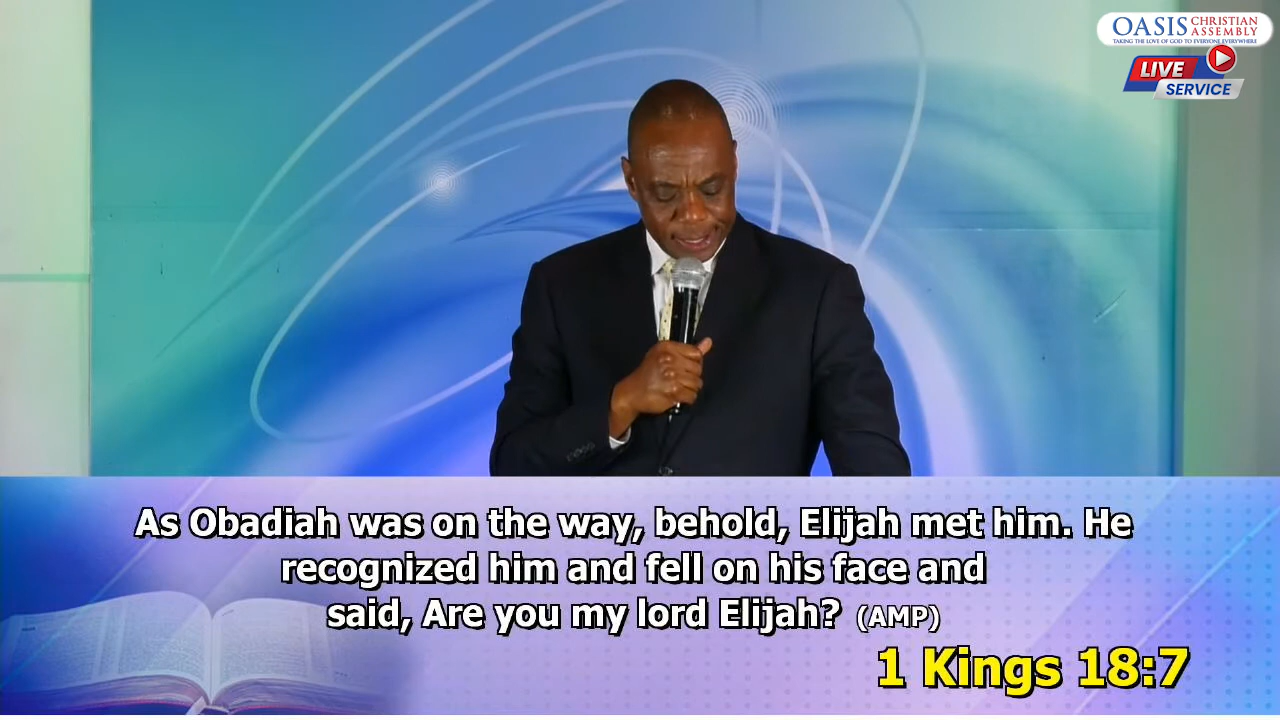 OASIS CHRISTIAN ASSEMBLY
TAKING THE LOVE OF GOD TO EVERYONE EVERYWHERE
LIVE
SERVICE
As Obadiah was on the way, behold, Elijah met him. He
recognized him and fell on his face and
said, Are you my lord Elijah? (AMP)
1 Kings 18:7